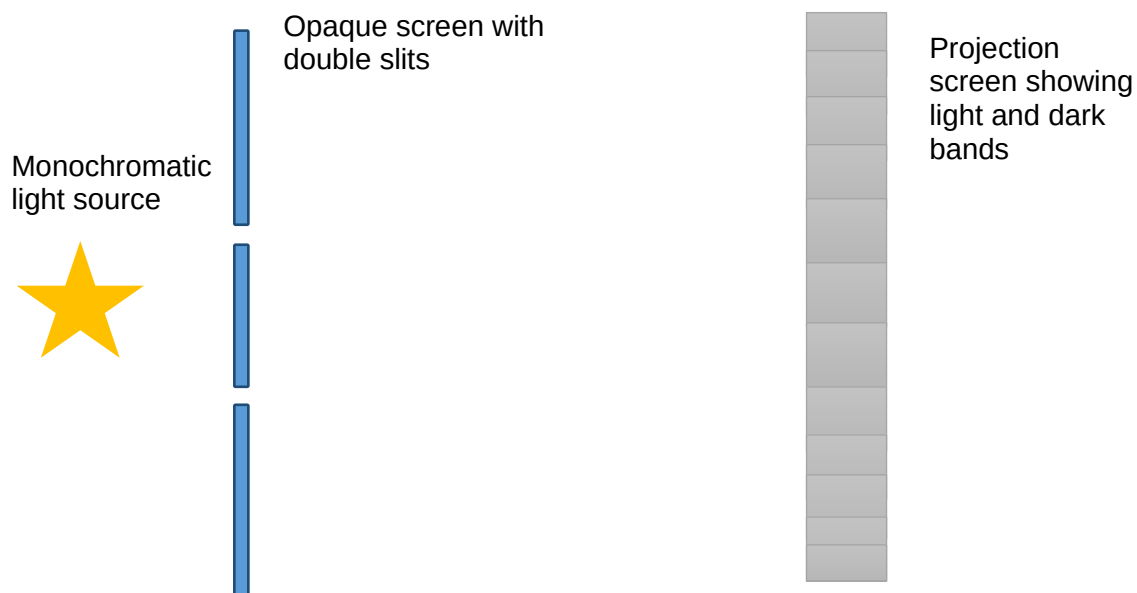 Opaque screen with
double slits
Projection
screen showing
light and dark
bands
Monochromatic
light source